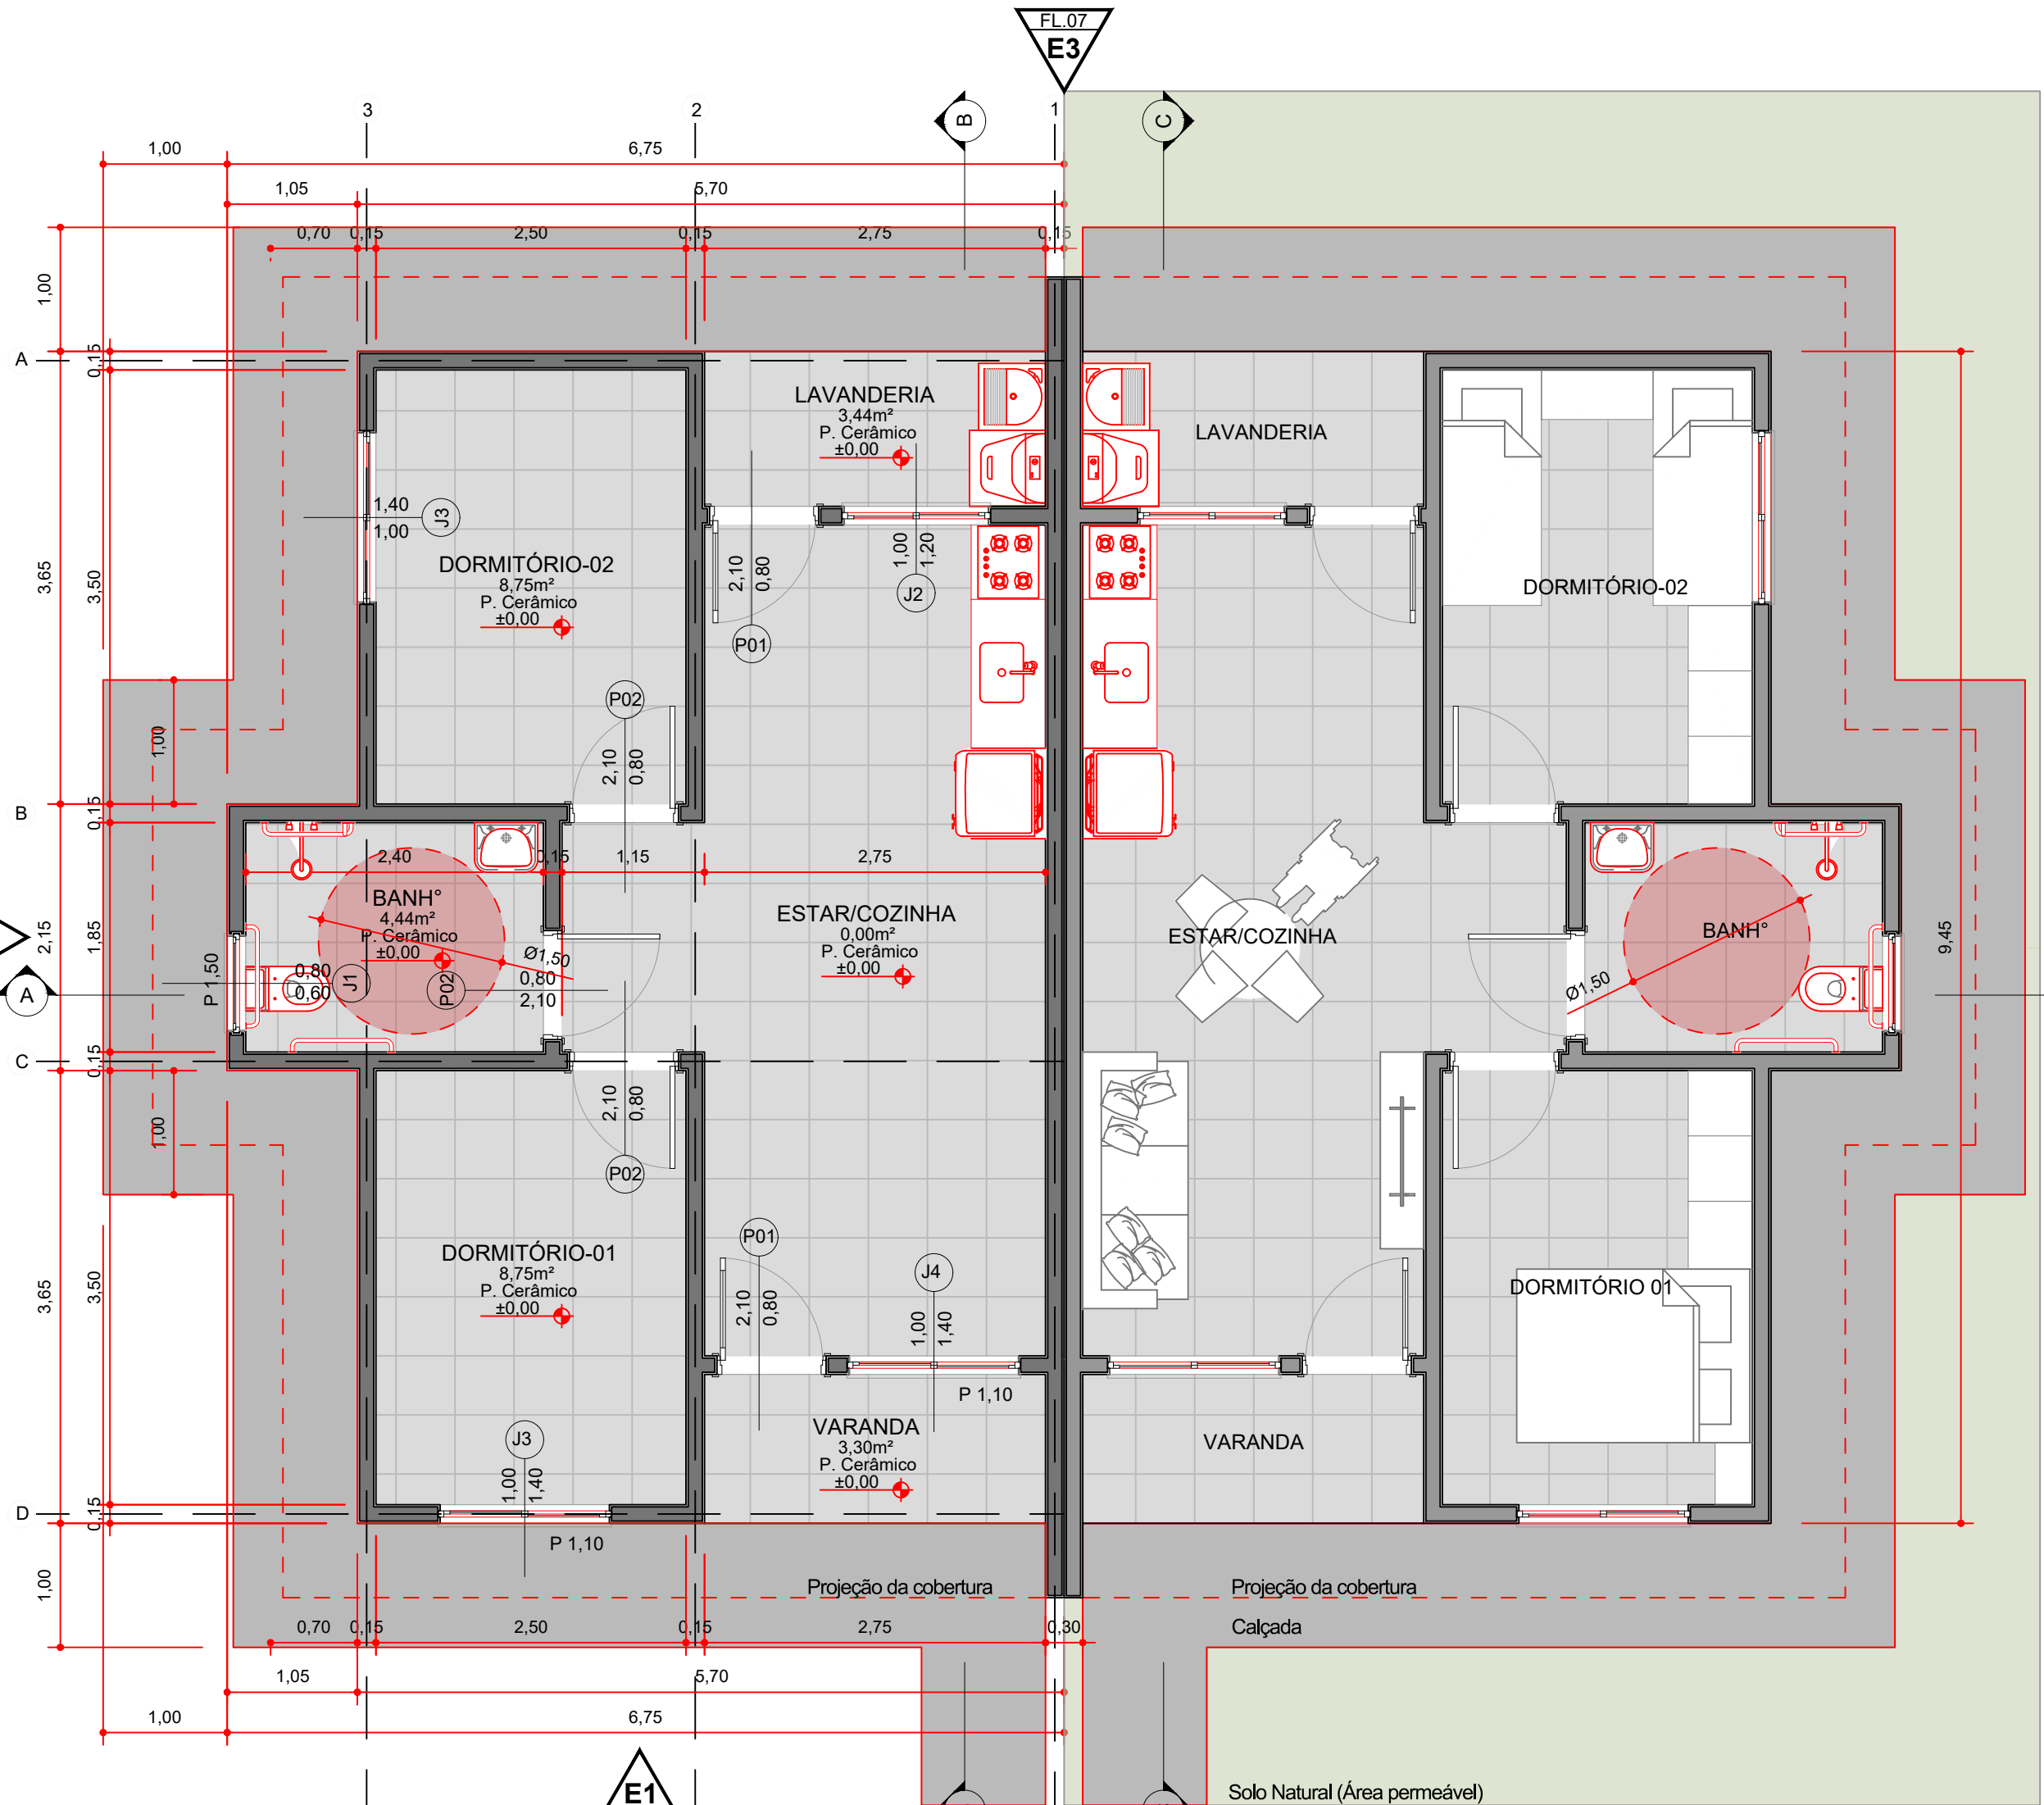 FL.07
E3
3
2
1
B
C
1,00
6,75
1,05
5,70
0,70
0,15
2,50
0,15
2,75
0,15
1,00
A
0,15
LAVANDERIA
3,44m²
P. Cerâmico
±0,00
LAVANDERIA
1,40
1,00
J3
3,65
3,50
DORMITÓRIO-02
8,75m²
P. Cerâmico
±0,00
2,10
0,80
P01
1,00
1,20
J2
DORMITÓRIO-02
P02
2,10
0,80
1,00
B
0,15
2,40
0,15
1,15
2,75
BANH°
4,44m²
P. Cerâmico
±0,00
Ø1,50
ESTAR/COZINHA
0,00m²
P. Cerâmico
±0,00
ESTAR/COZINHA
BANH°
Ø1,50
9,45
2,15
1,85
P 1,50
0,80
0,60
J1
P02
0,80
2,10
A
C
0,15
1,00
2,10
0,80
P02
3,65
3,50
DORMITÓRIO-01
8,75m²
P. Cerâmico
±0,00
P01
2,10
0,80
J4
1,00
1,40
DORMITÓRIO 01
P 1,10
VARANDA
3,30m²
P. Cerâmico
±0,00
VARANDA
J3
1,00
1,40
D
0,15
P 1,10
1,00
Projeção da cobertura
Projeção da cobertura
0,70
0,15
2,50
0,15
2,75
0,30
Calçada
1,05
5,70
1,00
6,75
E1
Solo Natural (Área permeável)